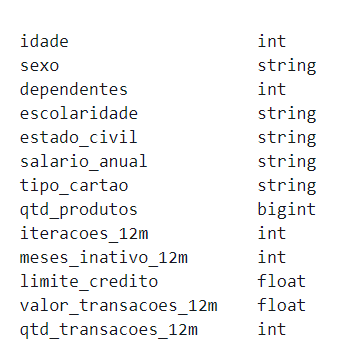 idade int
sexo string
dependentes int
escolaridade string
estado_civil string
salario_anual string
tipo_cartao string
qtd_produtos bigint
iteracoes_12m int
meses_inativo_12m int
limite_credito float
valor_transacoes_12m float
qtd_transacoes_12m int